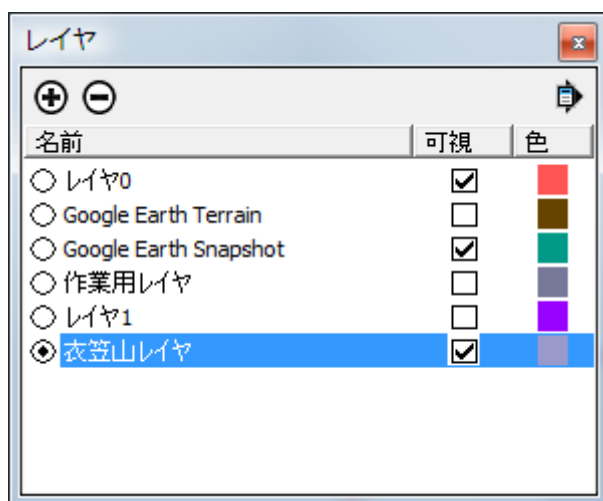 レイヤ
名前 可視 色
レイヤ0
Google Earth Terrain
Google Earth Snapshot
作業用レイヤ
レイヤ1
衣笠山レイヤ